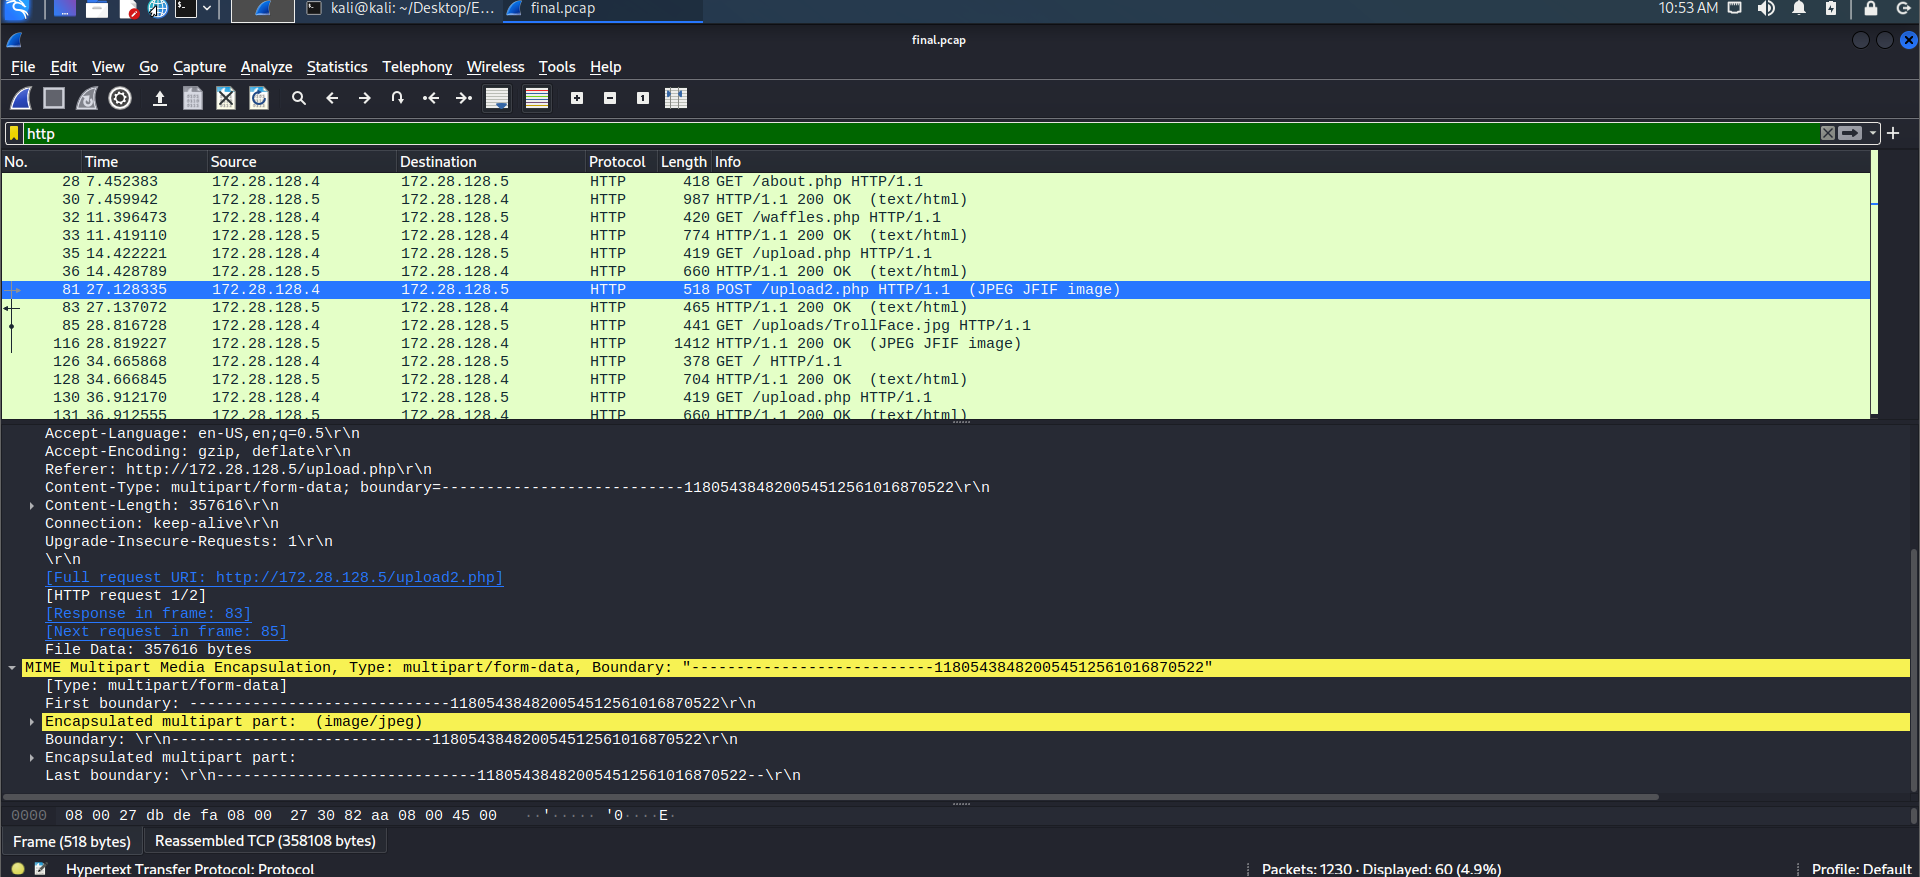 kali@kali: ~/Desktop/E...
final.pcap
10:53 AM
final.pcap
File Edit View Go Capture Analyze Statistics Telephony Wireless Tools Help
http
No. Time Source Destination Protocol Length Info
28 7.452383 172.28.128.4 172.28.128.5 HTTP 418 GET /about.php HTTP/1.1
30 7.459942 172.28.128.5 172.28.128.4 HTTP 987 HTTP/1.1 200 OK (text/html)
32 11.396473 172.28.128.4 172.28.128.5 HTTP 420 GET /waffles.php HTTP/1.1
33 11.419110 172.28.128.5 172.28.128.4 HTTP 774 HTTP/1.1 200 OK (text/html)
35 14.422221 172.28.128.4 172.28.128.5 HTTP 419 GET /upload.php HTTP/1.1
36 14.428789 172.28.128.5 172.28.128.4 HTTP 660 HTTP/1.1 200 OK (text/html)
81 27.128335 172.28.128.4 172.28.128.5 HTTP 518 POST /upload2.php HTTP/1.1 (JPEG JFIF image)
83 27.137072 172.28.128.5 172.28.128.4 HTTP 465 HTTP/1.1 200 OK (text/html)
85 28.816728 172.28.128.4 172.28.128.5 HTTP 441 GET /uploads/TrollFace.jpg HTTP/1.1
116 28.819227 172.28.128.5 172.28.128.4 HTTP 1412 HTTP/1.1 200 OK (JPEG JFIF image)
126 34.665868 172.28.128.4 172.28.128.5 HTTP 378 GET / HTTP/1.1
128 34.666845 172.28.128.5 172.28.128.4 HTTP 704 HTTP/1.1 200 OK (text/html)
130 36.912170 172.28.128.4 172.28.128.5 HTTP 419 GET /upload.php HTTP/1.1
131 36.912555 172.28.128.5 172.28.128.4 HTTP 660 HTTP/1.1 200 OK (text/html)
Accept-Language: en-US,en;q=0.5\r\n
Accept-Encoding: gzip, deflate\r\n
Referer: http://172.28.128.5/upload.php\r\n
Content-Type: multipart/form-data; boundary=---------------------------118054384820054512561016870522\r\n
Content-Length: 357616\r\n
Connection: keep-alive\r\n
Upgrade-Insecure-Requests: 1\r\n
\r\n
[Full request URI: http://172.28.128.5/upload2.php]
[HTTP request 1/2]
[Response in frame: 83]
[Next request in frame: 85]
File Data: 357616 bytes
MIME Multipart Media Encapsulation, Type: multipart/form-data, Boundary: "---------------------------118054384820054512561016870522"
[Type: multipart/form-data]
First boundary: -----------------------------118054384820054512561016870522\r\n
Encapsulated multipart part: (image/jpeg)
Boundary: \r\n-----------------------------118054384820054512561016870522\r\n
Encapsulated multipart part:
Last boundary: \r\n-----------------------------118054384820054512561016870522--\r\n
0000 08 00 27 db de fa 08 00 27 30 82 aa 08 00 45 00 ··'····· '0····E·
Frame (518 bytes) Reassembled TCP (358108 bytes)
Hypertext Transfer Protocol: Protocol Packets: 1230 · Displayed: 60 (4.9%) Profile: Default